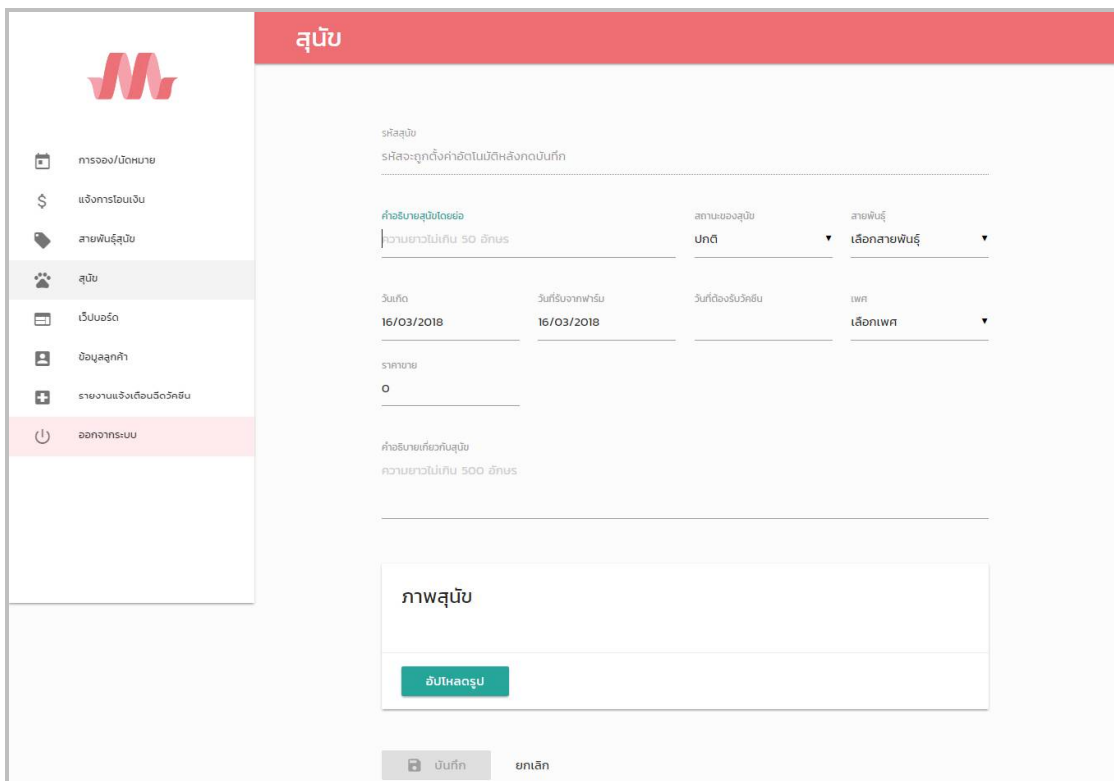 สุนัข
การจอง/นัดหมาย
แจ้งการโอนเงิน
สายพันธุ์สุนัข
สุนัข
เว็ปบอร์ด
ข้อมูลลูกค้า
รายงานแจ้งเตือนฉีดวัคซีน
ออกจากระบบ
รหัสสุนัข
รหัสจะถูกตั้งค่าอัตโนมัติหลังกดบันทึก
คำอธิบายสุนัขโดยย่อ สถานะของสุนัข สายพันธุ์
ความยาวไม่เกิน 50 อักษร ปกติ เลือกสายพันธุ์
วันเกิด วันที่รับจากฟาร์ม วันที่ต้องรับวัคซีน เพศ
16/03/2018 16/03/2018 เลือกเพศ
ราคาขาย
0
คำอธิบายเกี่ยวกับสุนัข
ความยาวไม่เกิน 500 อักษร
ภาพสุนัข
อัปโหลดรูป
บันทึก ยกเลิก